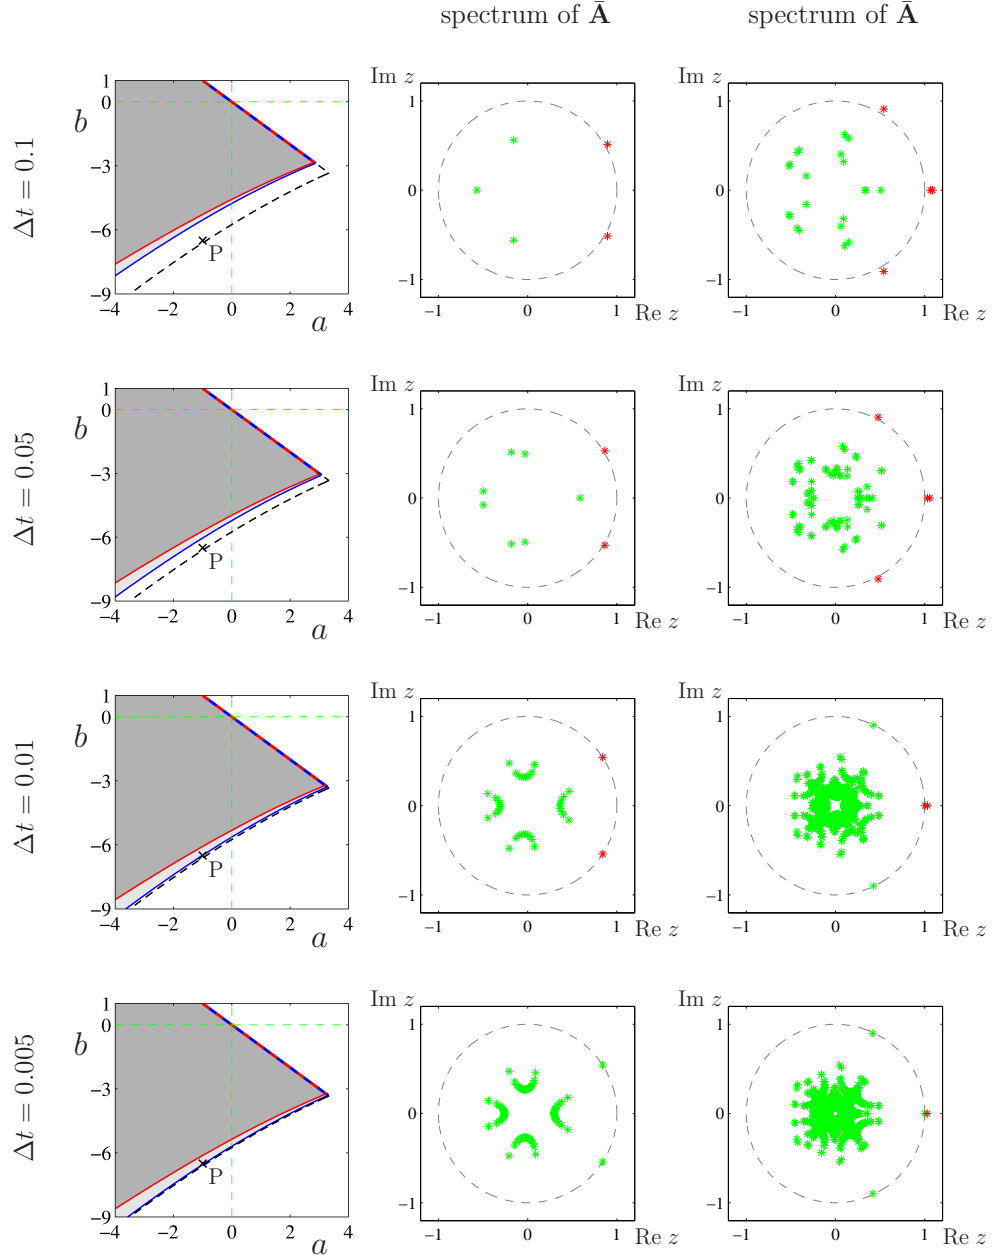 spectrum of Ā spectrum of Ā
Δt = 0.1
1
0
b
−3
−6
−9
−4 −2 0 2 4
a
P
Im z
1
0
−1
−1 0 1 Re z
Im z
1
0
−1
−1 0 1 Re z
Δt = 0.05
1
0
b
−3
−6
−9
−4 −2 0 2 4
a
P
Im z
1
0
−1
−1 0 1 Re z
Im z
1
0
−1
−1 0 1 Re z
Δt = 0.01
1
0
b
−3
−6
−9
−4 −2 0 2 4
a
P
Im z
1
0
−1
−1 0 1 Re z
Im z
1
0
−1
−1 0 1 Re z
Δt = 0.005
1
0
b
−3
−6
−9
−4 −2 0 2 4
a
P
Im z
1
0
−1
−1 0 1 Re z
Im z
1
0
−1
−1 0 1 Re z